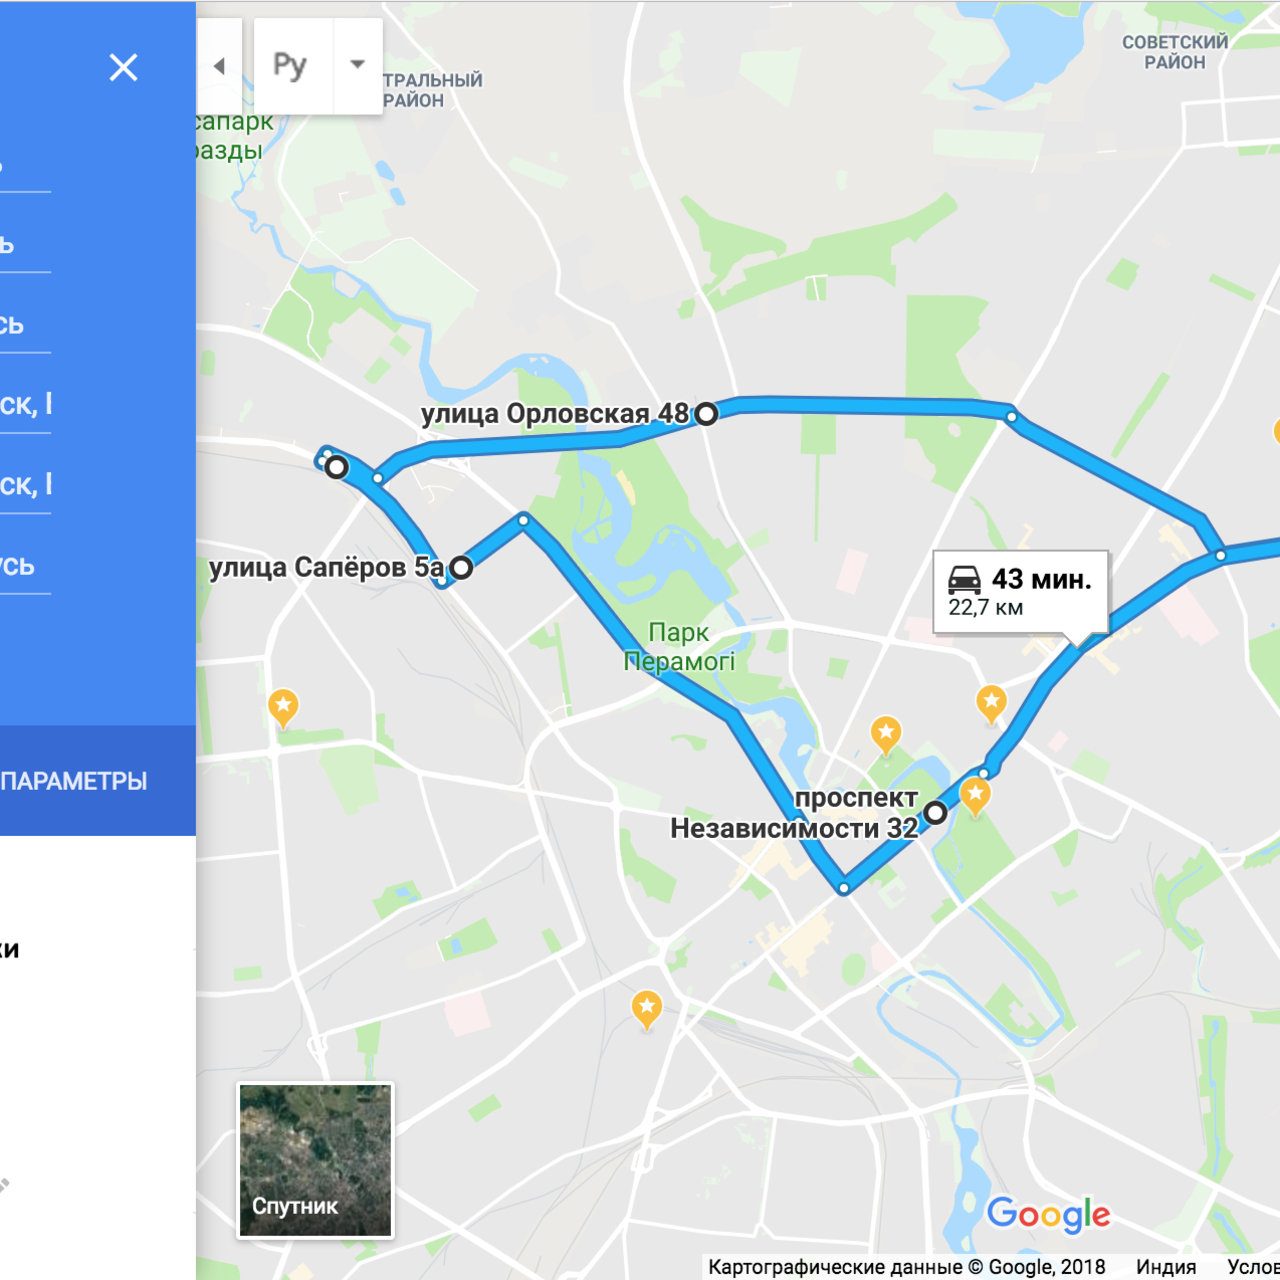 Ру
ТРАЛЬНЫЙ
РАЙОН
СОВЕТСКИЙ
РАЙОН
сапарк
разды
ь
ь
сь
ск,
ск,
усь
улица Орловская 48
улица Сапёров 5а
43 мин.
22,7 км
Парк
Перамогі
ПАРАМЕТРЫ
проспект
Независимости 32
ки
Спутник
Google
Картографические данные © Google, 2018 Индия Услов